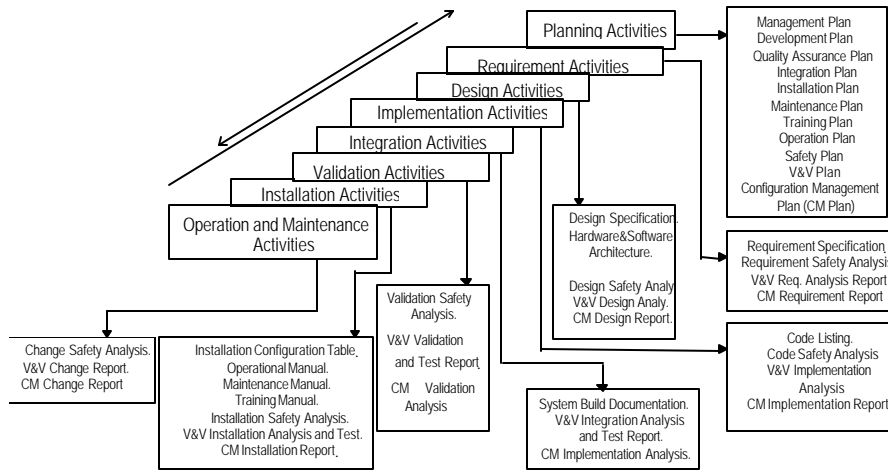 Planning Activities
Requirement Activities
Design Activities
Implementation Activities
Integration Activities
Validation Activities
Installation Activities
Operation and Maintenance
Activities
Management Plan
Development Plan
Quality Assurance Plan
Integration Plan
Installation Plan
Maintenance Plan
Training Plan
Operation Plan
Safety Plan
V&V Plan
Configuration Management
Plan (CM Plan)
Requirement Specification.
Requirement Safety Analysis
V&V Req. Analysis Report
CM Requirement Report
Design Specification.
Hardware&Software
Architecture.
Design Safety Analy
V&V Design Analy.
CM Design Report.
Code Listing.
Code Safety Analysis
V&V Implementation
Analysis
CM Implementation Report
System Build Documentation.
V&V Integration Analysis
and Test Report.
CM Implementation Analysis.
Validation Safety
Analysis.
V&V Validation
and Test Report
CM Validation
Analysis
Installation Configuration Table.
Operational Manual.
Maintenance Manual.
Training Manual.
Installation Safety Analysis.
V&V Installation Analysis and Test.
CM Installation Report.
Change Safety Analysis.
V&V Change Report.
CM Change Report